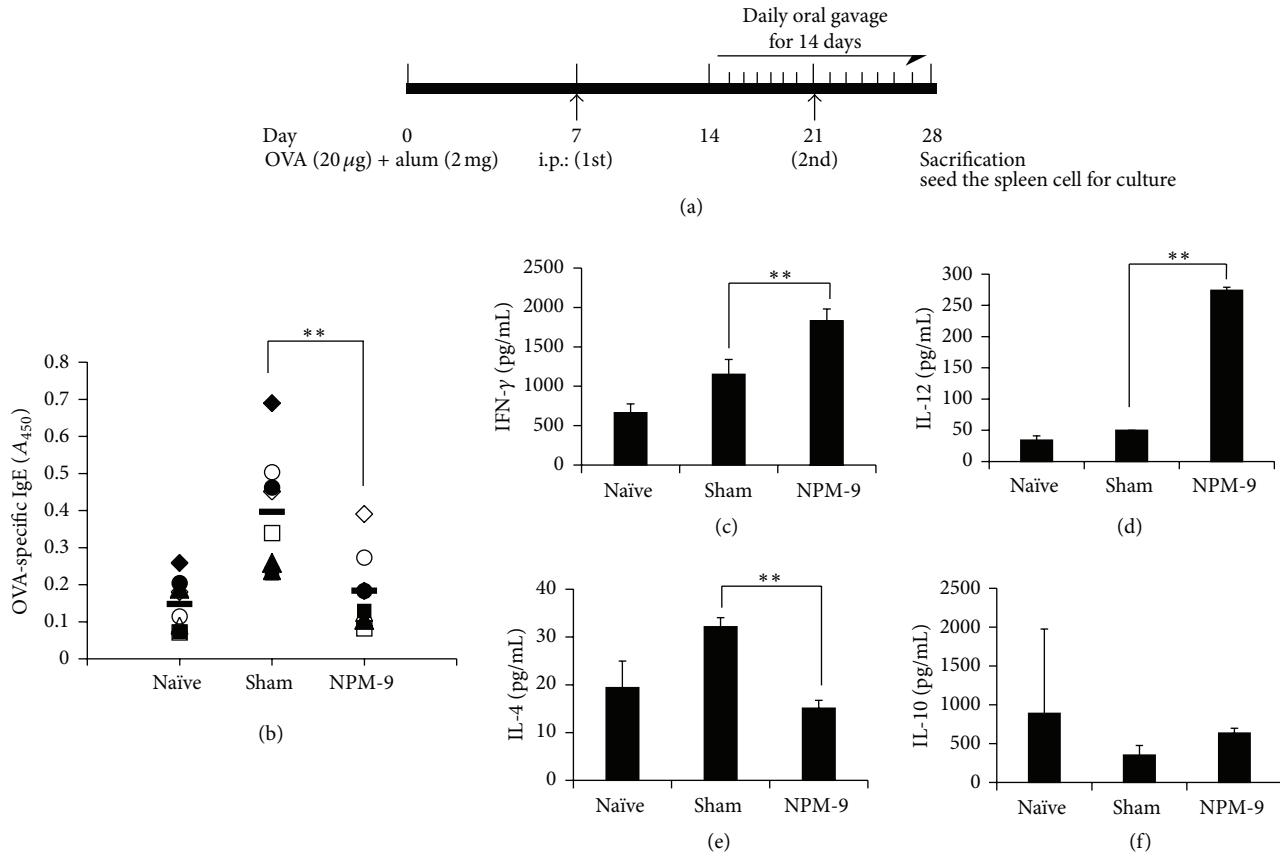 Daily oral gavage
for 14 days
Day 0 7 14 21 28
OVA (20 μg) + alum (2 mg) i.p.: (1st) (2nd) Sacrification
seed the spleen cell for culture
(a)
OVA-specific IgE (A450)
0.8
0.7
0.6
0.5
0.4
0.3
0.2
0.1
0
**
Naïve Sham NPM-9
(b)
IFN-γ (pg/mL)
2500
2000
1500
1000
500
0
**
Naïve Sham NPM-9
(c)
IL-12 (pg/mL)
300
250
200
150
100
50
0
**
Naïve Sham NPM-9
(d)
IL-4 (pg/mL)
40
30
20
10
0
**
Naïve Sham NPM-9
(e)
IL-10 (pg/mL)
2500
2000
1500
1000
500
0
Naïve Sham NPM-9
(f)